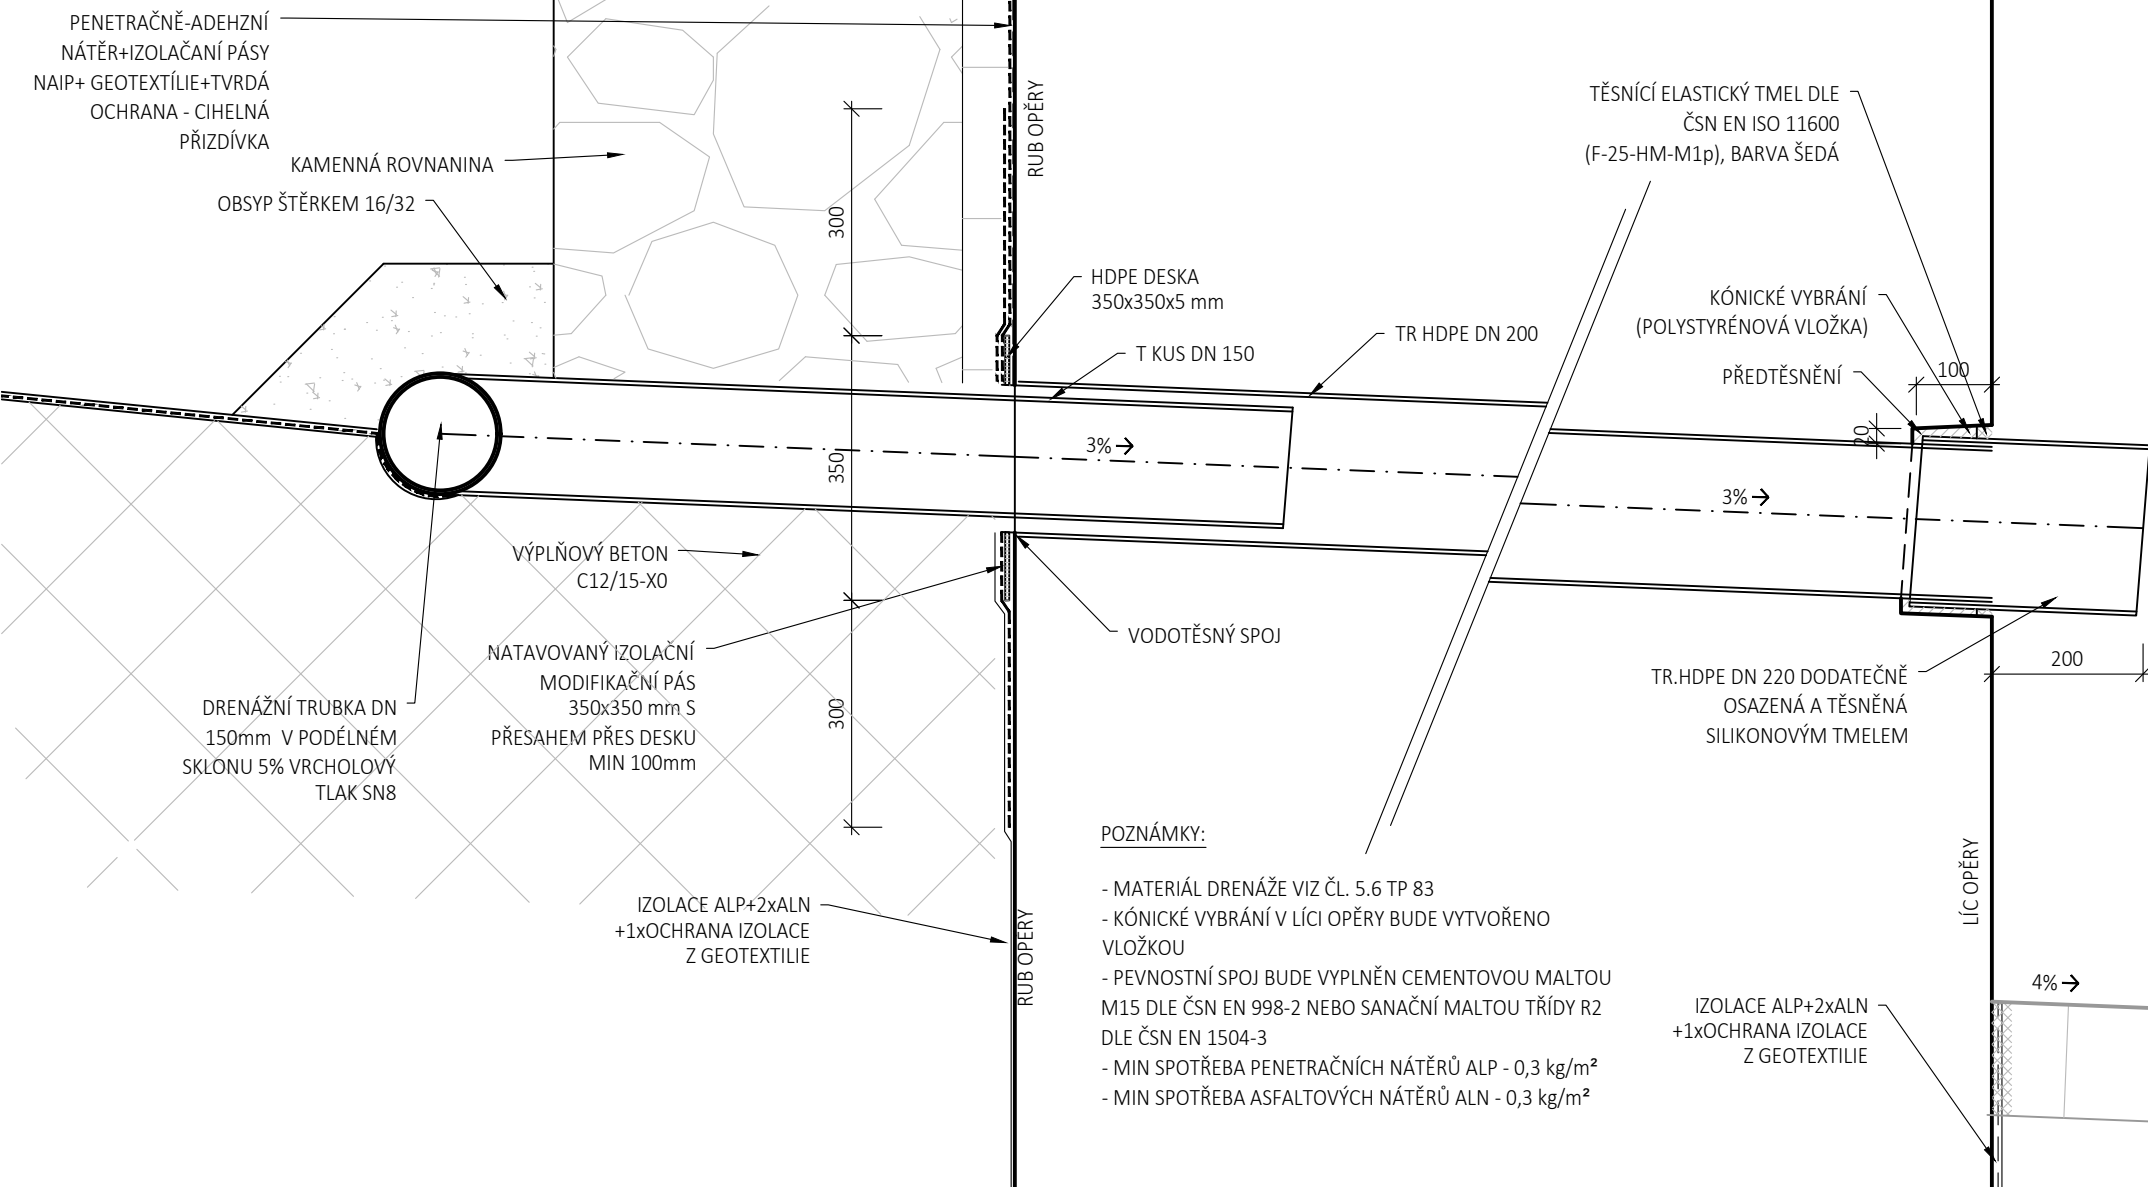 PENETRAČNĚ-ADEHZNÍ
NÁTĚR+IZOLAČANÍ PÁSY
NAIP+ GEOTEXTÍLIE+TVRDÁ
OCHRANA - CIHELNÁ
PŘIZDÍVKA
KAMENNÁ ROVNANINA
OBSYP ŠTĚRKEM 16/32
300
RUB OPĚRY
HDPE DESKA
350x350x5 mm
T KUS DN 150
TR HDPE DN 200
TĚSNÍCÍ ELASTICKÝ TMEL DLE
ČSN EN ISO 11600
(F-25-HM-M1p), BARVA ŠEDÁ
KÓNICKÉ VYBRÁNÍ
(POLYSTYRÉNOVÁ VLOŽKA)
PŘEDTĚSNĚNÍ
100
20
3%
3%
350
VÝPLŇOVÝ BETON
C12/15-X0
NATAVOVANÝ IZOLAČNÍ
MODIFIKAČNÍ PÁS
350x350 mm S
PŘESAHEM PŘES DESKU
MIN 100mm
VODOTĚSNÝ SPOJ
DRENÁŽNÍ TRUBKA DN
150mm V PODÉLNÉM
SKLONU 5% VRCHOLOVÝ
TLAK SN8
300
TR.HDPE DN 220 DODATEČNĚ
OSAZENÁ A TĚSNĚNÁ
SILIKONOVÝM TMELEM
200
IZOLACE ALP+2xALN
+1xOCHRANA IZOLACE
Z GEOTEXTILIE
RUB OPĚRY
POZNÁMKY:
- MATERIÁL DRENÁŽE VIZ ČL. 5.6 TP 83
- KÓNICKÉ VYBRÁNÍ V LÍCI OPĚRY BUDE VYTVOŘENO
VLOŽKOU
- PEVNOSTNÍ SPOJ BUDE VYPLNĚN CEMENTOVOU MALTOU
M15 DLE ČSN EN 998-2 NEBO SANAČNÍ MALTOU TŘÍDY R2
DLE ČSN EN 1504-3
- MIN SPOTŘEBA PENETRAČNÍCH NÁTĚRŮ ALP - 0,3 kg/m²
- MIN SPOTŘEBA ASFALTOVÝCH NÁTĚRŮ ALN - 0,3 kg/m²
LÍC OPĚRY
4%
IZOLACE ALP+2xALN
+1xOCHRANA IZOLACE
Z GEOTEXTILIE